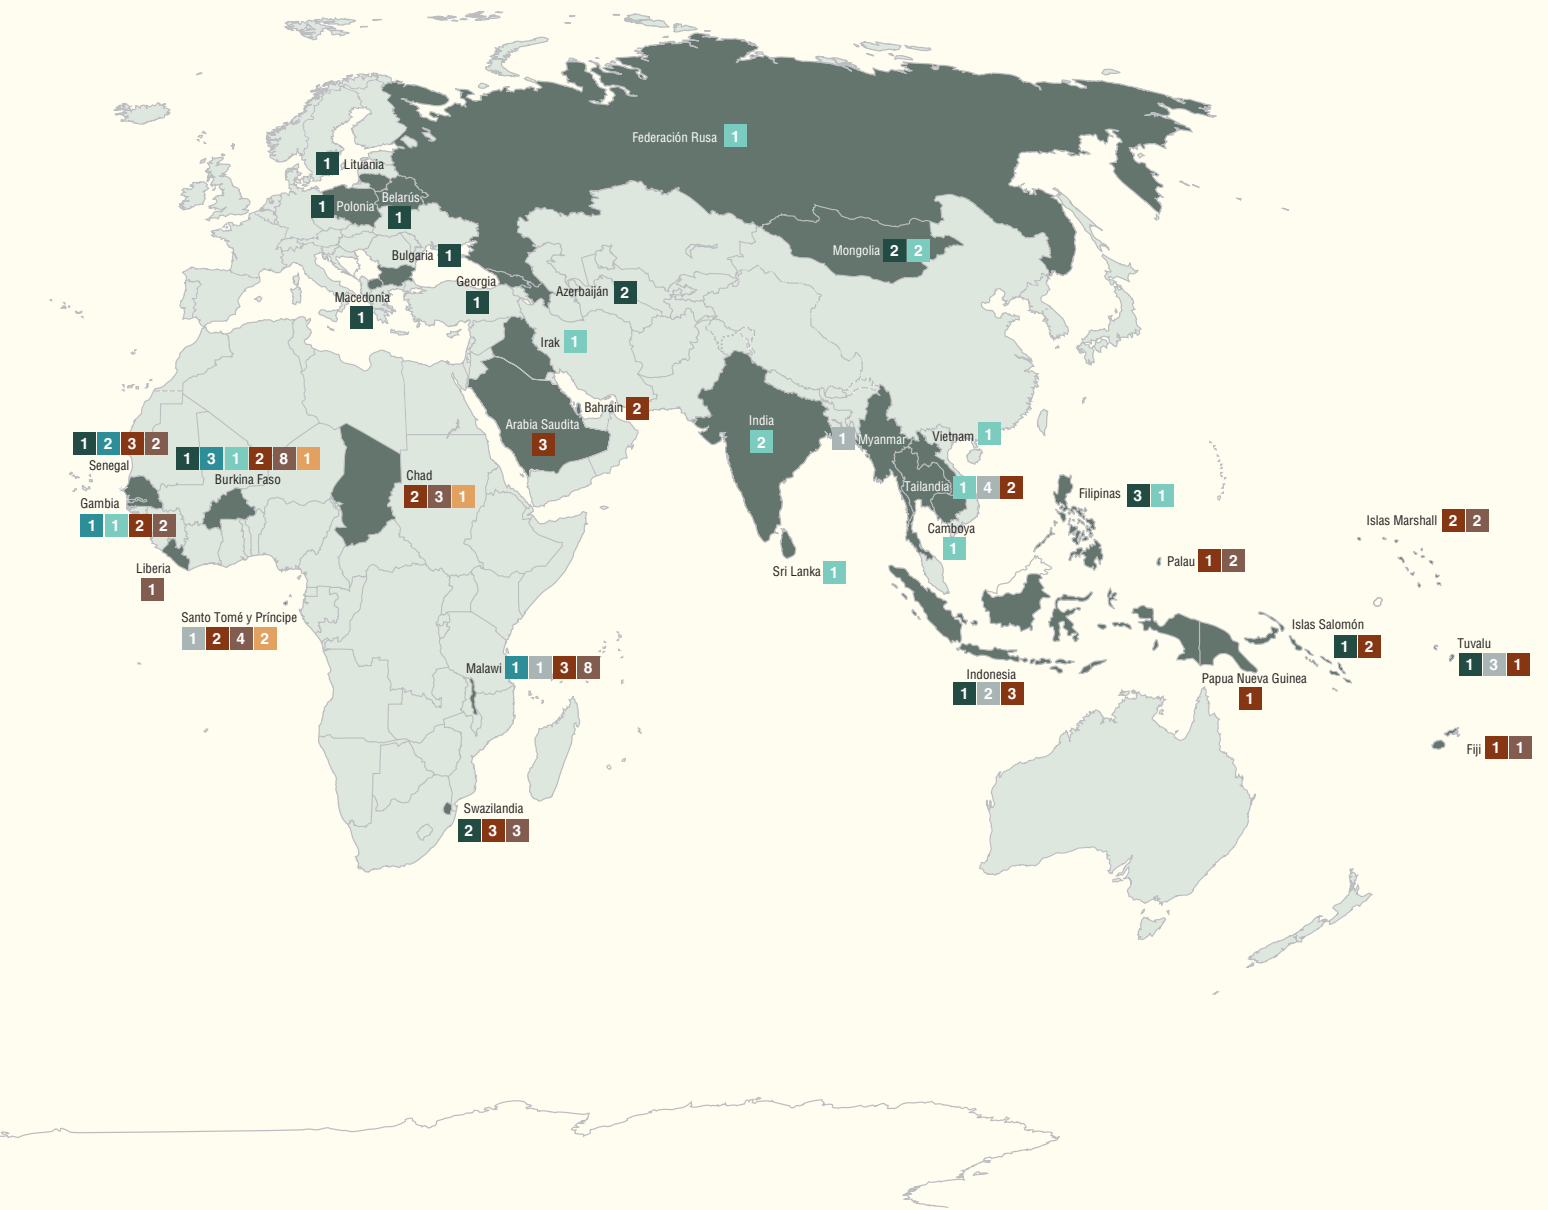 Federación Rusa 1
1 Lituania
1 Polonia
Belarús
1
Bulgaria 1
Mongolia 2 2
Georgia
1
Azerbaiján 2
Macedonia
1
Irak 1
Bahrain 2
Arabia Saudita
3
India
2
1 Myanmar
Vietnam 1
1 2 3 2
Senegal
1 3 1 2 8 1
Burkina Faso
Chad
2 3 1
Tailandia 1 4 2
Filipinas 3 1
Gambia
1 1 2 2
Camboya
1
Islas Marshall 2 2
Palau 1 2
Liberia
1
Sri Lanka 1
Santo Tomé y Príncipe
1 2 4 2
Islas Salomón
1 2
Tuvalu
1 3 1
Malawi 1 1 3 8
Indonesia
1 2 3
Papua Nueva Guinea
1
Fiji 1 1
Swazilandia
2 3 3